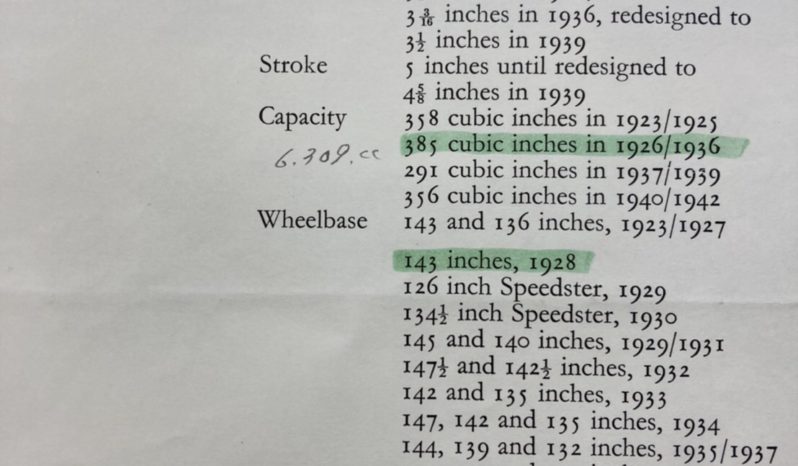 3 3/16 inches in 1936, redesigned to
3½ inches in 1939
Stroke 5 inches until redesigned to
4⅝ inches in 1939
Capacity 358 cubic inches in 1923/1925
385 cubic inches in 1926/1936
6.309.cc
291 cubic inches in 1937/1939
356 cubic inches in 1940/1942
Wheelbase 143 and 136 inches, 1923/1927
143 inches, 1928
126 inch Speedster, 1929
134½ inch Speedster, 1930
145 and 140 inches, 1929/1931
147½ and 142½ inches, 1932
142 and 135 inches, 1933
147, 142 and 135 inches, 1934
144, 139 and 132 inches, 1935/1937